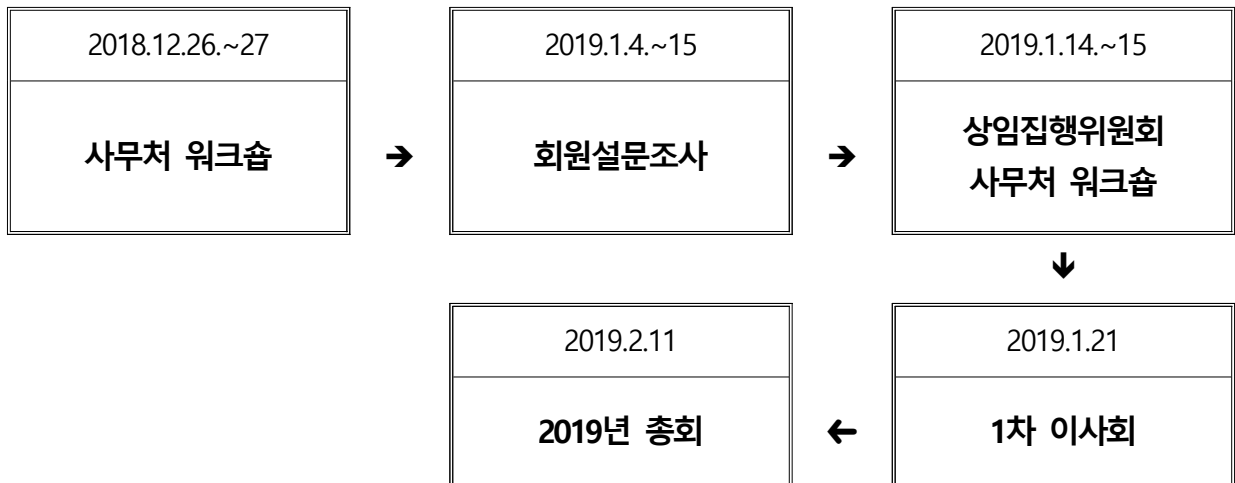 2018.12.26.~27
사무처 워크숍
➔
2019.1.4.~15
회원설문조사
➔
2019.1.14.~15
상임집행위원회
사무처 워크숍
🡻
2019.1.21
1차 이사회
🡸
2019.2.11
2019년 총회